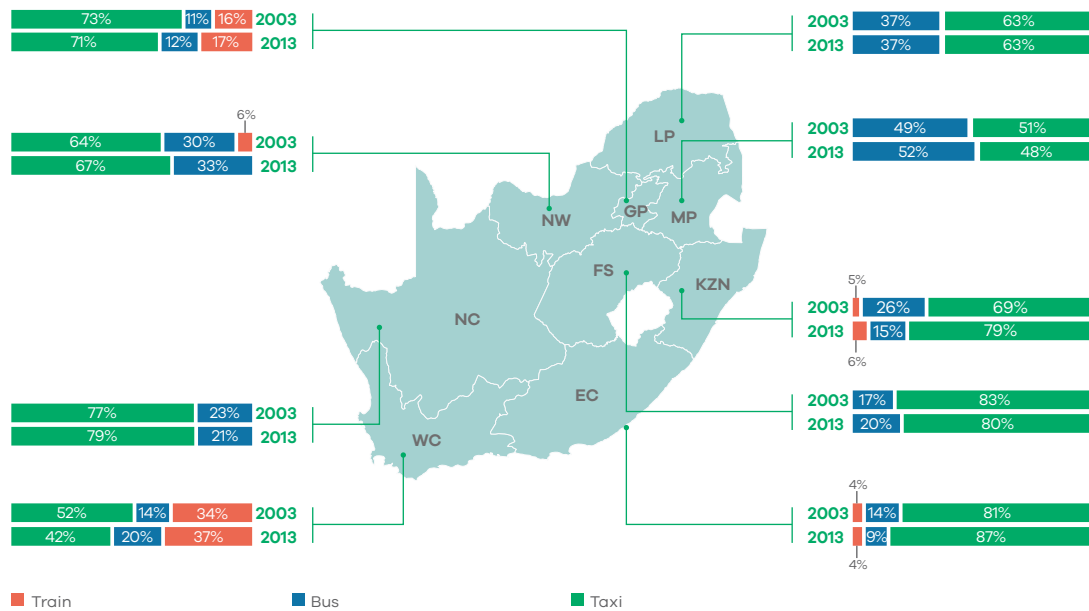 73% 11% 16% 2003
71% 12% 17% 2013
2003 37% 63%
2013 37% 63%
6%
64% 30% 2003
67% 33% 2013
2003 49% 51%
2013 52% 48%
LP
GP
MP
NW
FS
KZN
NC
EC
WC
5%
2003 26% 69%
2013 15% 79%
6%
77% 23% 2003
79% 21% 2013
2003 17% 83%
2013 20% 80%
52% 14% 34% 2003
42% 20% 37% 2013
4%
2003 14% 81%
2013 9% 87%
4%
Train Bus Taxi